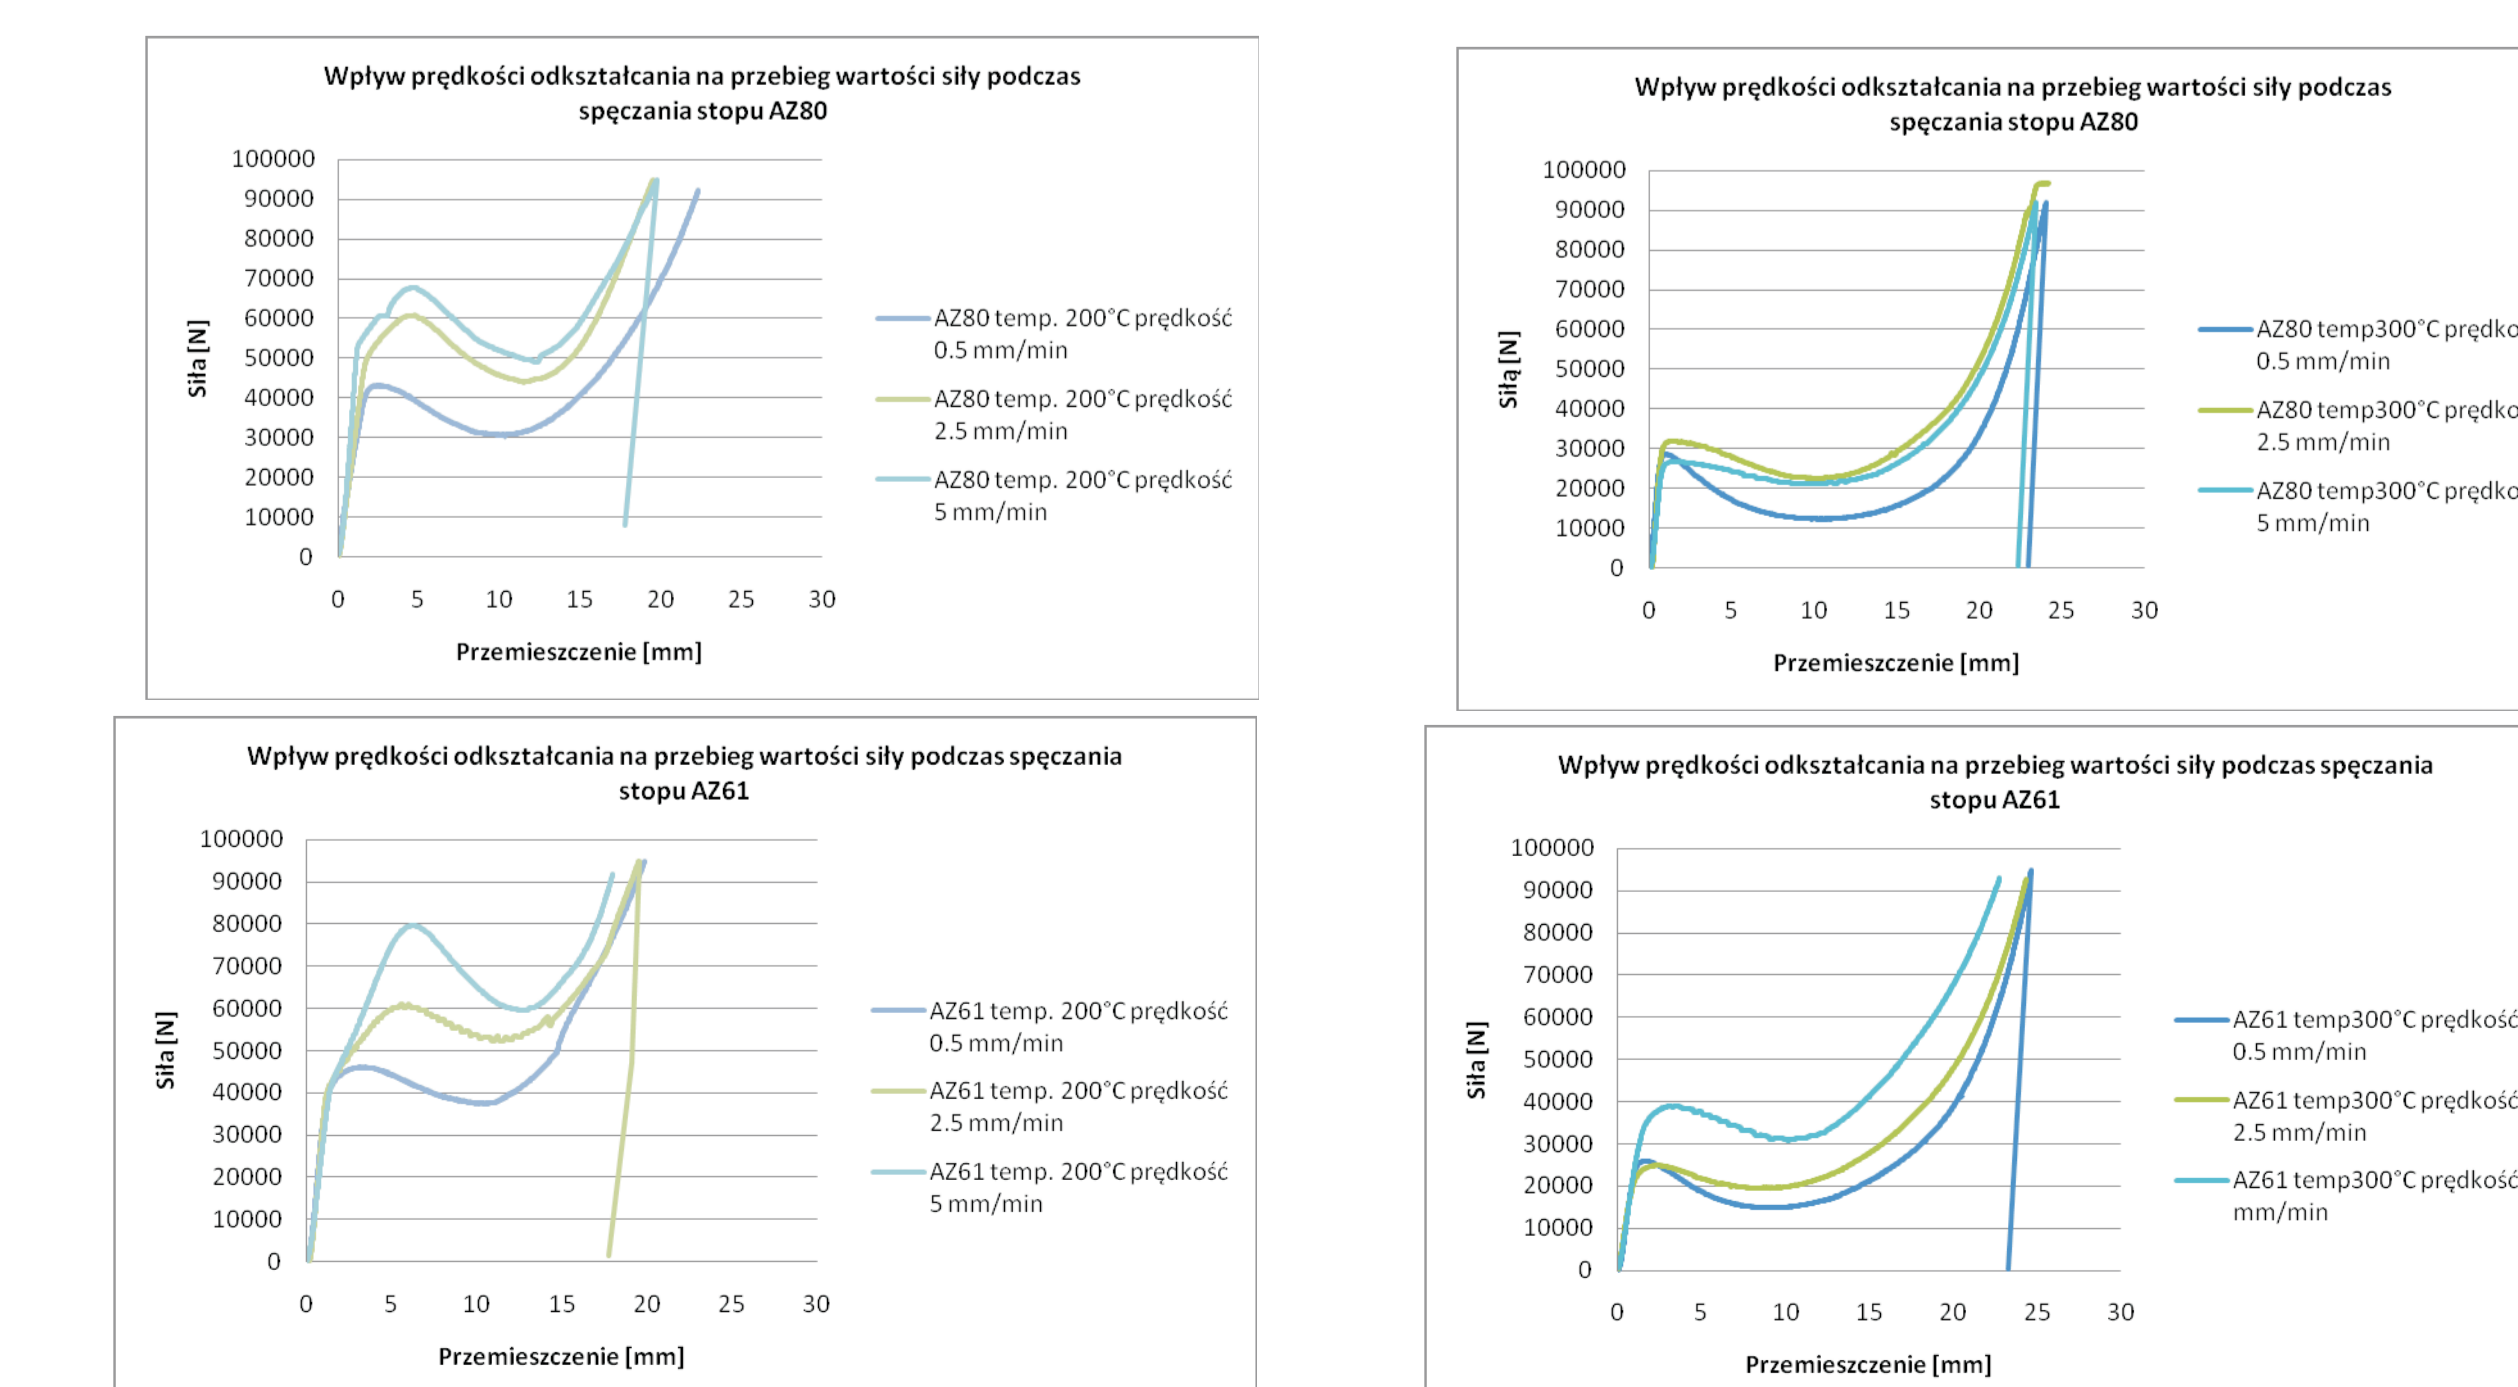 Wpływ prędkości odkształcania na przebieg wartości siły podczas
spęczania stopu AZ80
100000
90000
80000
70000
60000
50000
40000
30000
20000
10000
0
Siła [N]
0 5 10 15 20 25 30
Przemieszczenie [mm]
AZ80 temp. 200°C prędkość
0.5 mm/min
AZ80 temp. 200°C prędkość
2.5 mm/min
AZ80 temp. 200°C prędkość
5 mm/min
Wpływ prędkości odkształcania na przebieg wartości siły podczas
spęczania stopu AZ80
100000
90000
80000
70000
60000
50000
40000
30000
20000
10000
0
Siłą [N]
0 5 10 15 20 25 30
Przemieszczenie [mm]
AZ80 temp300°C prędko
0.5 mm/min
AZ80 temp300°C prędko
2.5 mm/min
AZ80 temp300°C prędko
5 mm/min
Wpływ prędkości odkształcania na przebieg wartości siły podczas spęczania
stopu AZ61
100000
90000
80000
70000
60000
50000
40000
30000
20000
10000
0
Siła [N]
0 5 10 15 20 25 30
Przemieszczenie [mm]
AZ61 temp. 200°C prędkość
0.5 mm/min
AZ61 temp. 200°C prędkość
2.5 mm/min
AZ61 temp. 200°C prędkość
5 mm/min
Wpływ prędkości odkształcania na przebieg wartości siły podczas spęczania
stopu AZ61
100000
90000
80000
70000
60000
50000
40000
30000
20000
10000
0
Siła [N]
0 5 10 15 20 25 30
Przemieszczenie [mm]
AZ61 temp300°C prędkość
0.5 mm/min
AZ61 temp300°C prędkość
2.5 mm/min
AZ61 temp300°C prędkość
mm/min